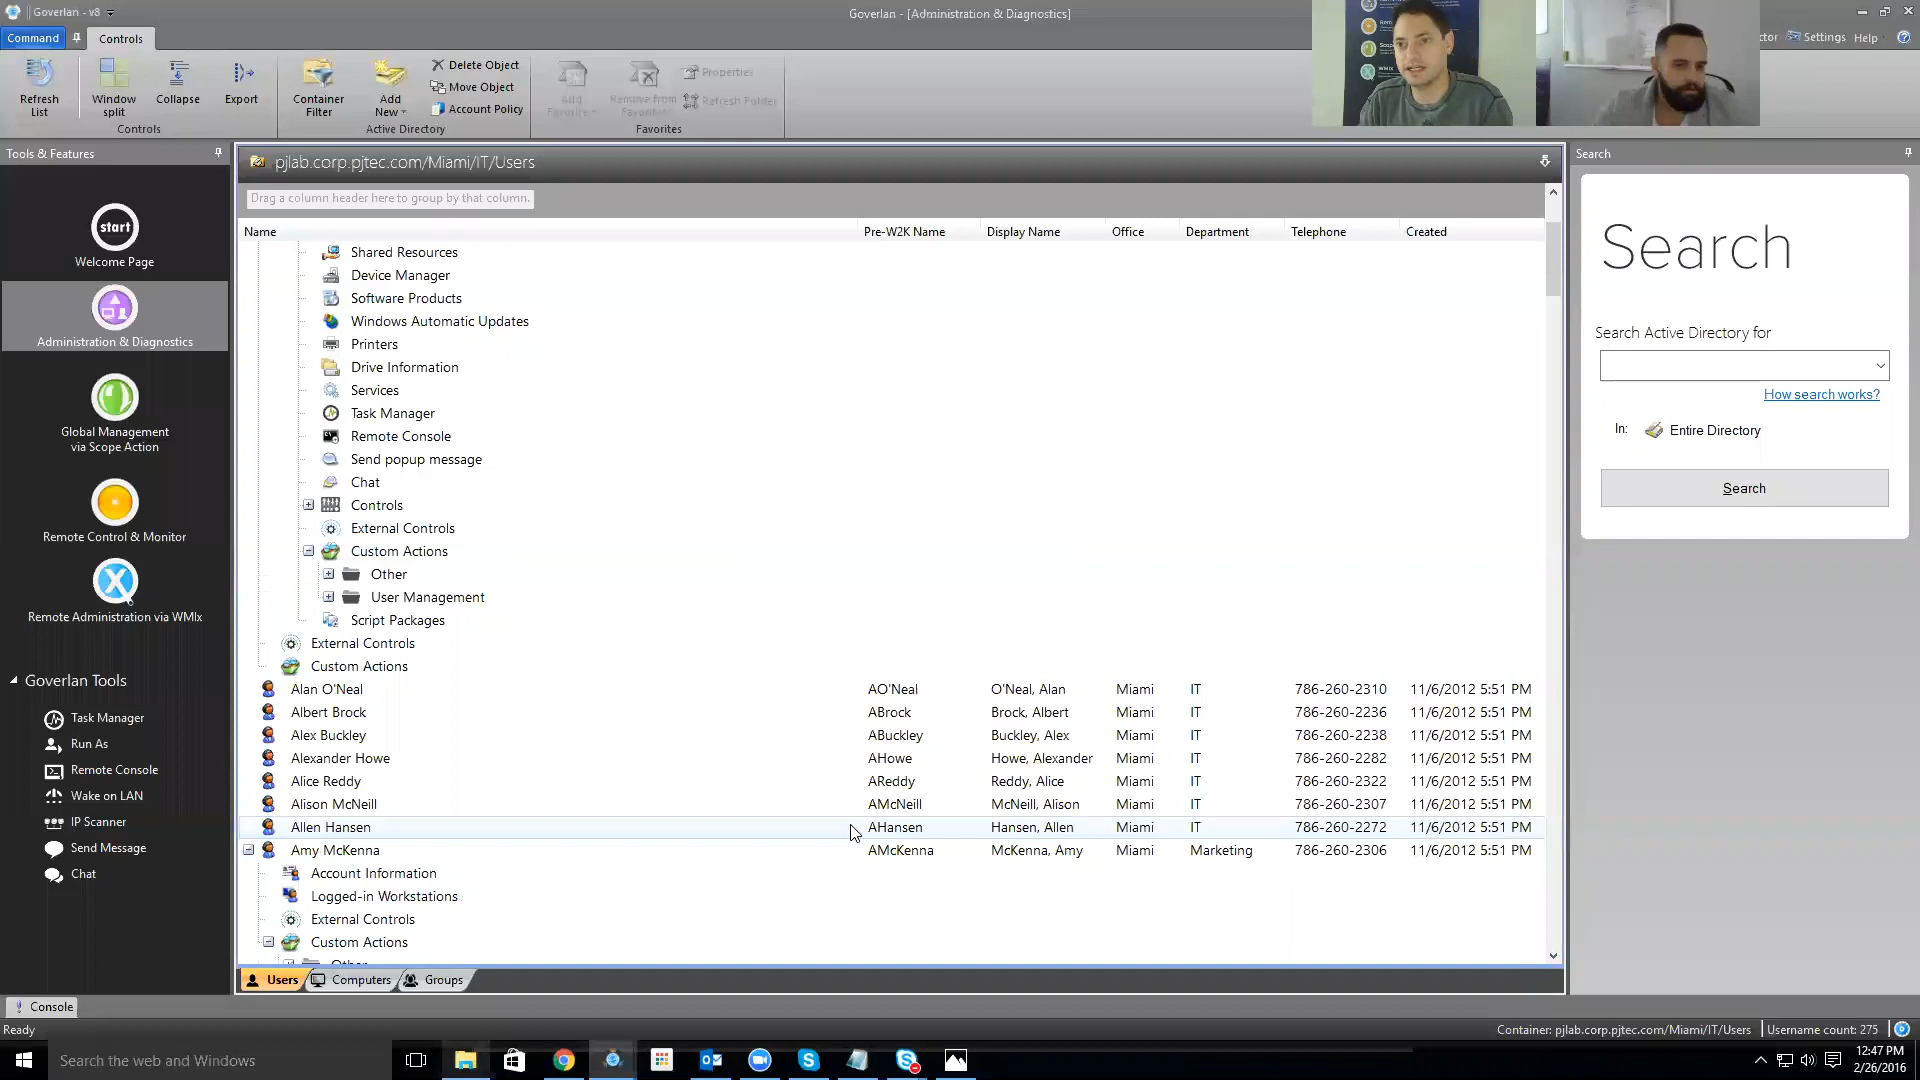 Goverlan - v8
Goverlan - [Administration & Diagnostics]
Command
Controls
Settings
Help
Refresh List
Window split
Collapse
Export
Controls
Container Filter
Add New
Delete Object
Move Object
Account Policy
Active Directory
Add Favorite
Remove from Favorites
Properties
Refresh Folder
Favorites
Tools & Features
start
Welcome Page
Administration & Diagnostics
Global Management via Scope Action
Remote Control & Monitor
X
Remote Administration via WMIx
Goverlan Tools
Task Manager
Run As
Remote Console
Wake on LAN
IP Scanner
Send Message
Chat
pjlab.corp.pjtec.com/Miami/IT/Users
Drag a column header here to group by that column.
Name Pre-W2K Name Display Name Office Department Telephone Created
Shared Resources
Device Manager
Software Products
Windows Automatic Updates
Printers
Drive Information
Services
Task Manager
Remote Console
Send popup message
Chat
Controls
External Controls
Custom Actions
Other
User Management
Script Packages
External Controls
Custom Actions
Alan O'Neal AO'Neal O'Neal, Alan Miami IT 786-260-2310 11/6/2012 5:51 PM
Albert Brock ABrock Brock, Albert Miami IT 786-260-2236 11/6/2012 5:51 PM
Alex Buckley ABuckley Buckley, Alex Miami IT 786-260-2238 11/6/2012 5:51 PM
Alexander Howe AHowe Howe, Alexander Miami IT 786-260-2282 11/6/2012 5:51 PM
Alice Reddy AReddy Reddy, Alice Miami IT 786-260-2322 11/6/2012 5:51 PM
Alison McNeill AMcNeill McNeill, Alison Miami IT 786-260-2307 11/6/2012 5:51 PM
Allen Hansen AHansen Hansen, Allen Miami IT 786-260-2272 11/6/2012 5:51 PM
Amy McKenna AMcKenna McKenna, Amy Miami Marketing 786-260-2306 11/6/2012 5:51 PM
Account Information
Logged-in Workstations
External Controls
Custom Actions
Other
Users
Computers
Groups
Search
Search
Search Active Directory for
How search works?
In: Entire Directory
Search
Console
Ready
Container: pjlab.corp.pjtec.com/Miami/IT/Users
Username count: 275
Search the web and Windows
12:47 PM
2/26/2016